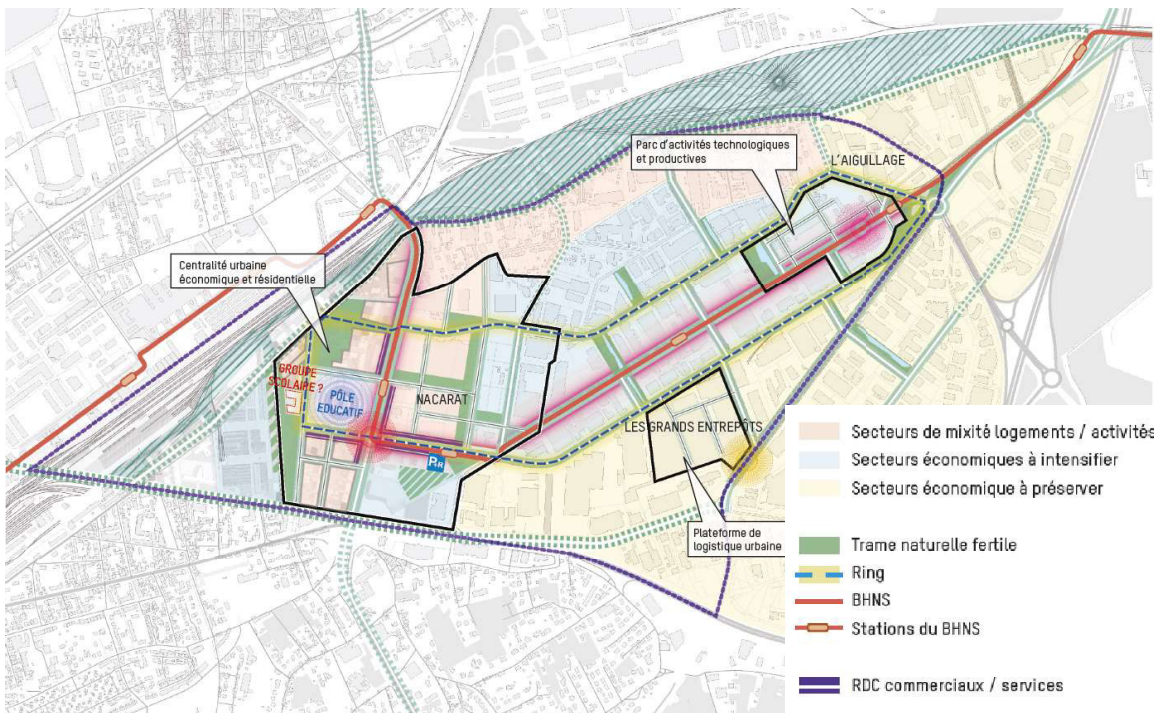 Parc d'activités technologiques
et productives
L'AIGUILLAGE
Centralité urbaine
économique et résidentielle
GROUPE
SCOLAIRE ?
PÔLE
EDUCATIF
NACARAT
LES GRANDS ENTREPÔTS
P+R
Plateforme de
logistique urbaine
Secteurs de mixité logements / activités
Secteurs économiques à intensifier
Secteurs économique à préserver
Trame naturelle fertile
Ring
BHNS
Stations du BHNS
RDC commerciaux / services